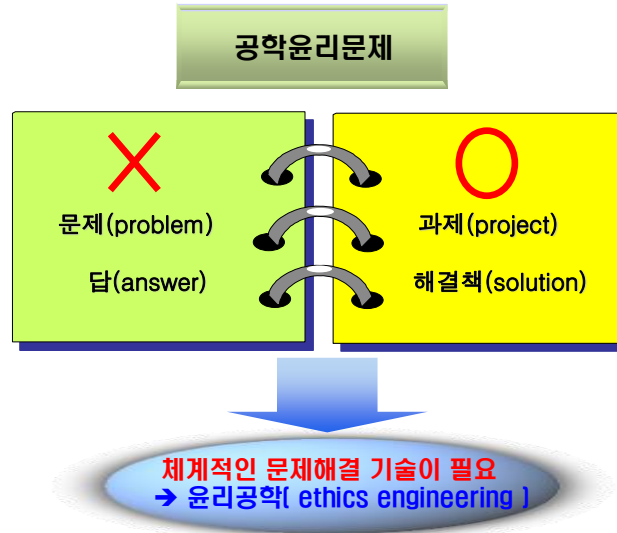 공학윤리문제
문제(problem)
답(answer)
과제(project)
해결책(solution)
체계적인 문제해결 기술이 필요
➔ 윤리공학( ethics engineering )